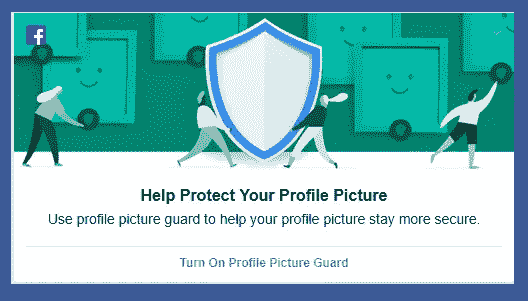 f
Help Protect Your Profile Picture
Use profile picture guard to help your profile picture stay more secure.
Turn On Profile Picture Guard